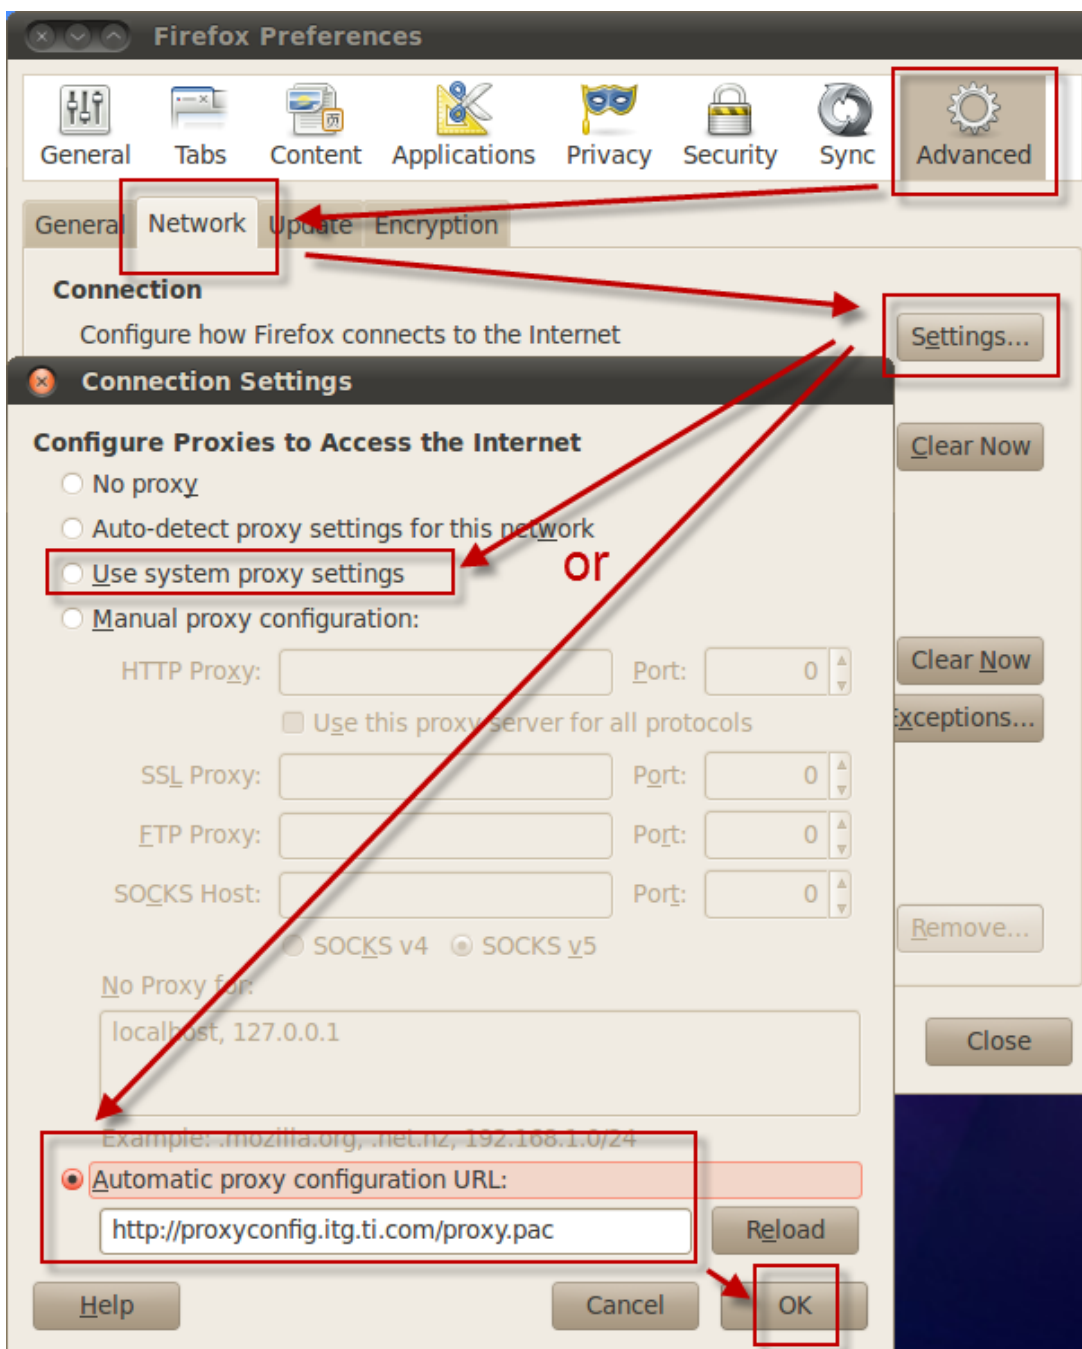 Firefox Preferences
General Tabs Content Applications Privacy Security Sync Advanced
General Network Update Encryption
Connection
Configure how Firefox connects to the Internet
Settings...
Connection Settings
Configure Proxies to Access the Internet
Clear Now
No proxy
Auto-detect proxy settings for this network
or
Use system proxy settings
Manual proxy configuration:
HTTP Proxy: Port: 0
Clear Now
Use this proxy server for all protocols
Exceptions...
SSL Proxy: Port: 0
FTP Proxy: Port: 0
SOCKS Host: Port: 0
Remove...
SOCKS v4 SOCKS v5
No Proxy for:
localhost, 127.0.0.1
Close
Example: .mozilla.org, .net.nz, 192.168.1.0/24
Automatic proxy configuration URL:
http://proxyconfig.itg.ti.com/proxy.pac Reload
Help Cancel OK